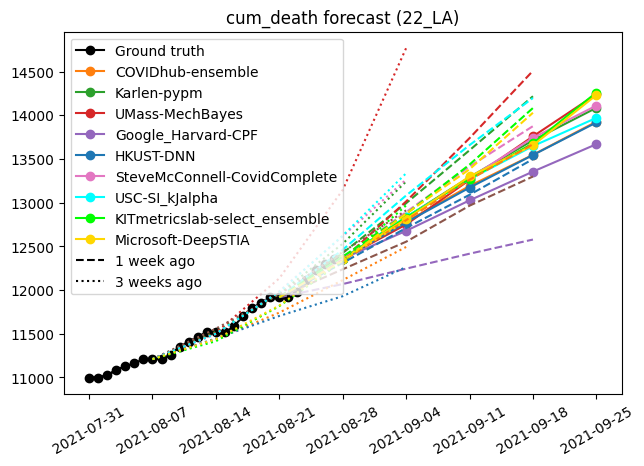 cum_death forecast (22_LA)
14500
14000
13500
13000
12500
12000
11500
11000
Ground truth
COVIDhub-ensemble
Karlen-pypm
UMass-MechBayes
Google_Harvard-CPF
HKUST-DNN
SteveMcConnell-CovidComplete
USC-SI_kJalpha
KITmetricslab-select_ensemble
Microsoft-DeepSTIA
1 week ago
3 weeks ago
2021-07-31
2021-08-07
2021-08-14
2021-08-21
2021-08-28
2021-09-04
2021-09-11
2021-09-18
2021-09-25